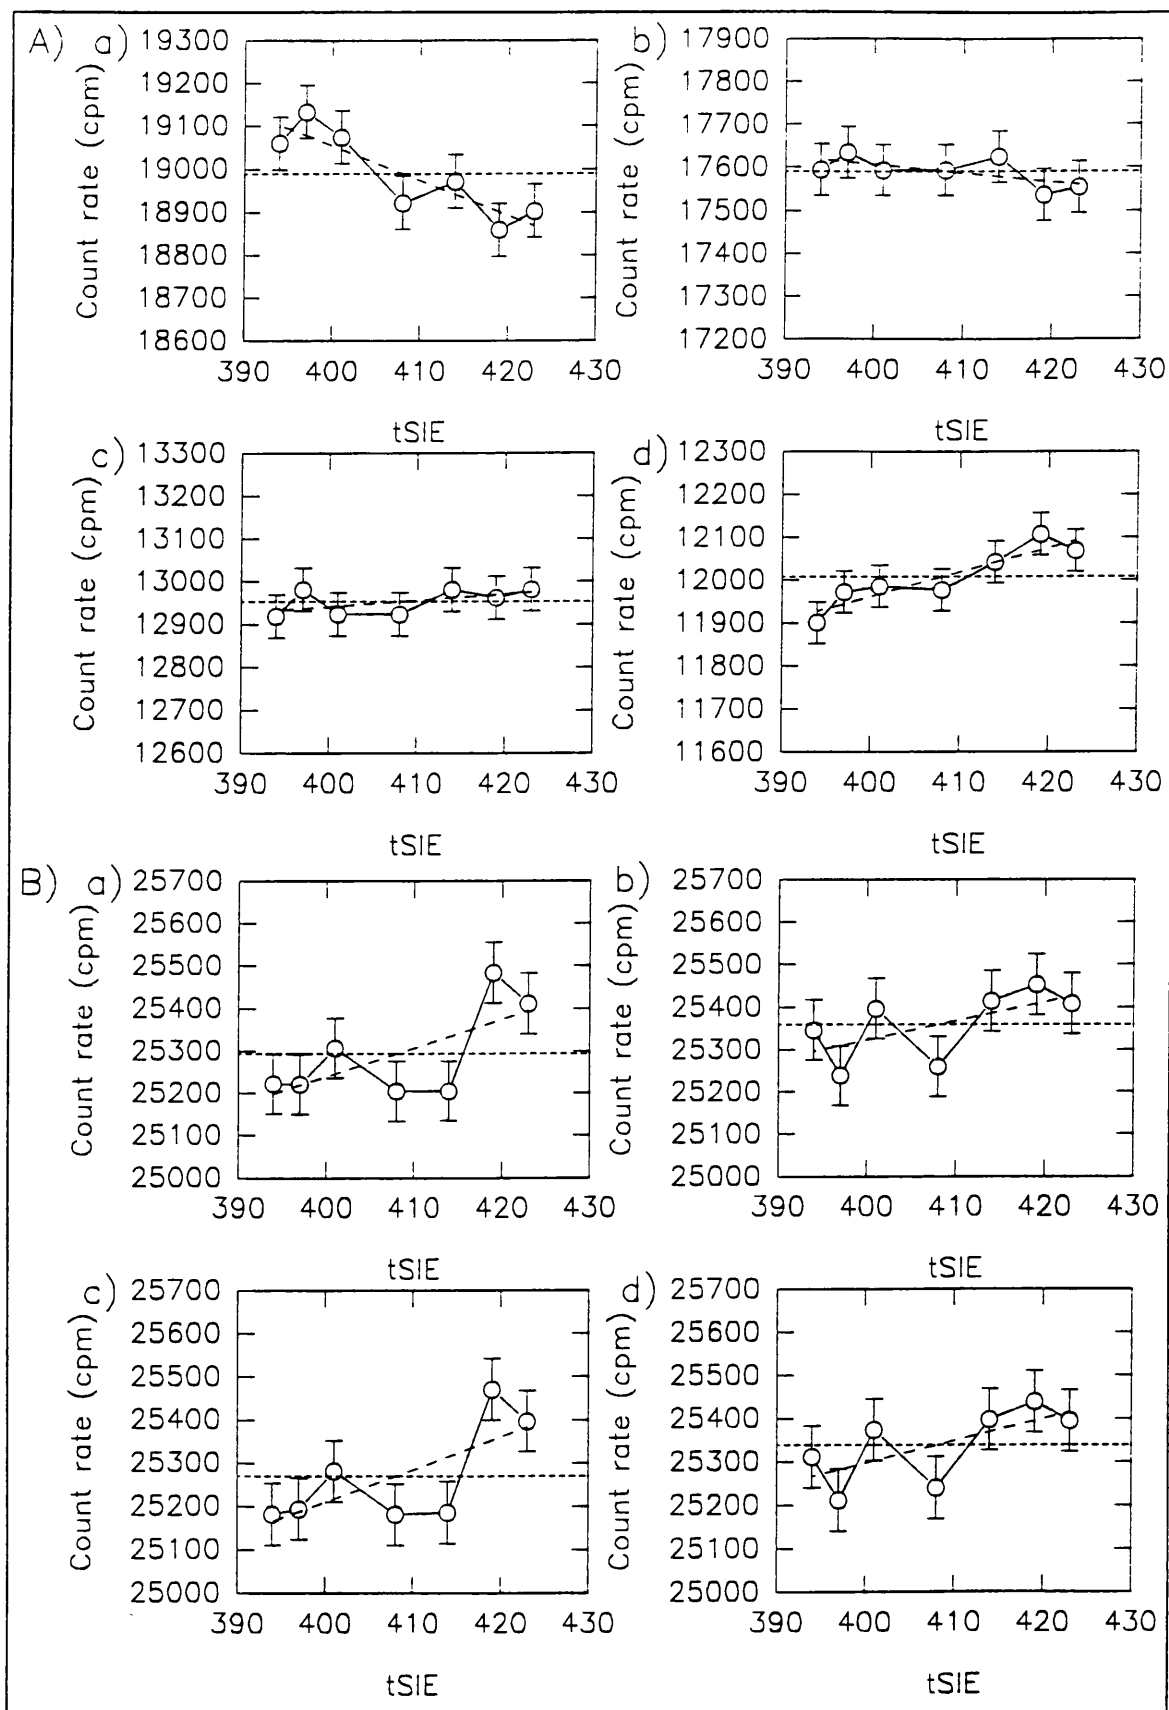 A) a) 19300 b) 17900
19200 17800
19100 17700
19000 17600
18900 17500
18800 17400
18700 17300
18600 17200
Count rate (cpm) Count rate (cpm)
390 400 410 420 430 390 400 410 420 430
tSIE tSIE
c) 13300 d) 12300
13200 12200
13100 12100
13000 12000
12900 11900
12800 11800
12700 11700
12600 11600
Count rate (cpm) Count rate (cpm)
390 400 410 420 430 390 400 410 420 430
tSIE tSIE
B) a) 25700 b) 25700
25600 25600
25500 25500
25400 25400
25300 25300
25200 25200
25100 25100
25000 25000
Count rate (cpm) Count rate (cpm)
390 400 410 420 430 390 400 410 420 430
tSIE tSIE
c) 25700 d) 25700
25600 25600
25500 25500
25400 25400
25300 25300
25200 25200
25100 25100
25000 25000
Count rate (cpm) Count rate (cpm)
390 400 410 420 430 390 400 410 420 430
tSIE tSIE